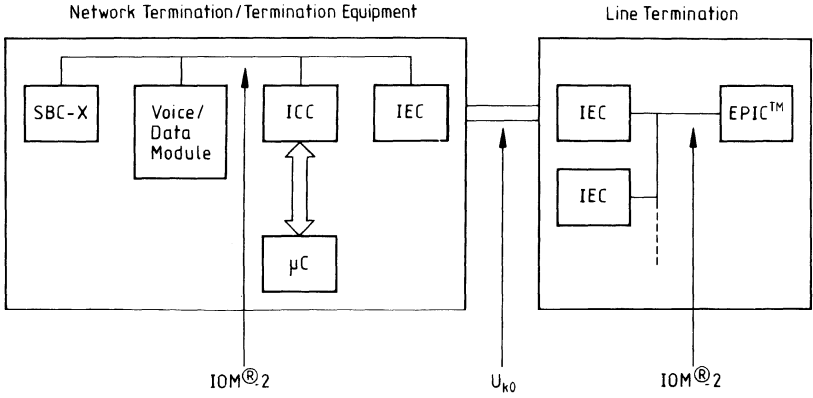 Network Termination/Termination Equipment
Line Termination
SBC-X
Voice/
Data
Module
ICC
IEC
IEC
EPIC™
IEC
µC
IOM®-2
Uk0
IOM®-2